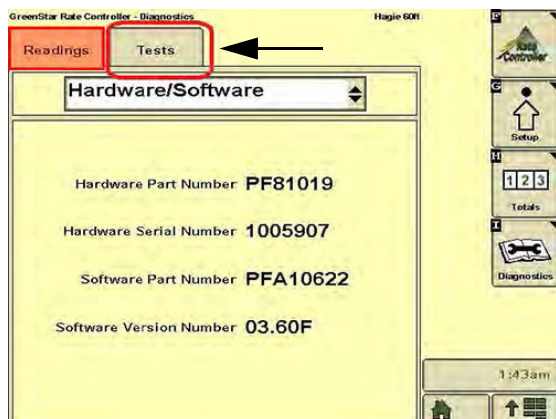 GreenStar Rate Controller - Diagnostics
Hagie 60ft
Readings
Tests
Hardware/Software
Hardware Part Number PF81019
Hardware Serial Number 1005907
Software Part Number PFA10622
Software Version Number 03.60F
F
Rate
Controller
G
Setup
H
1 2 3
Totals
I
Diagnostics
1:43am